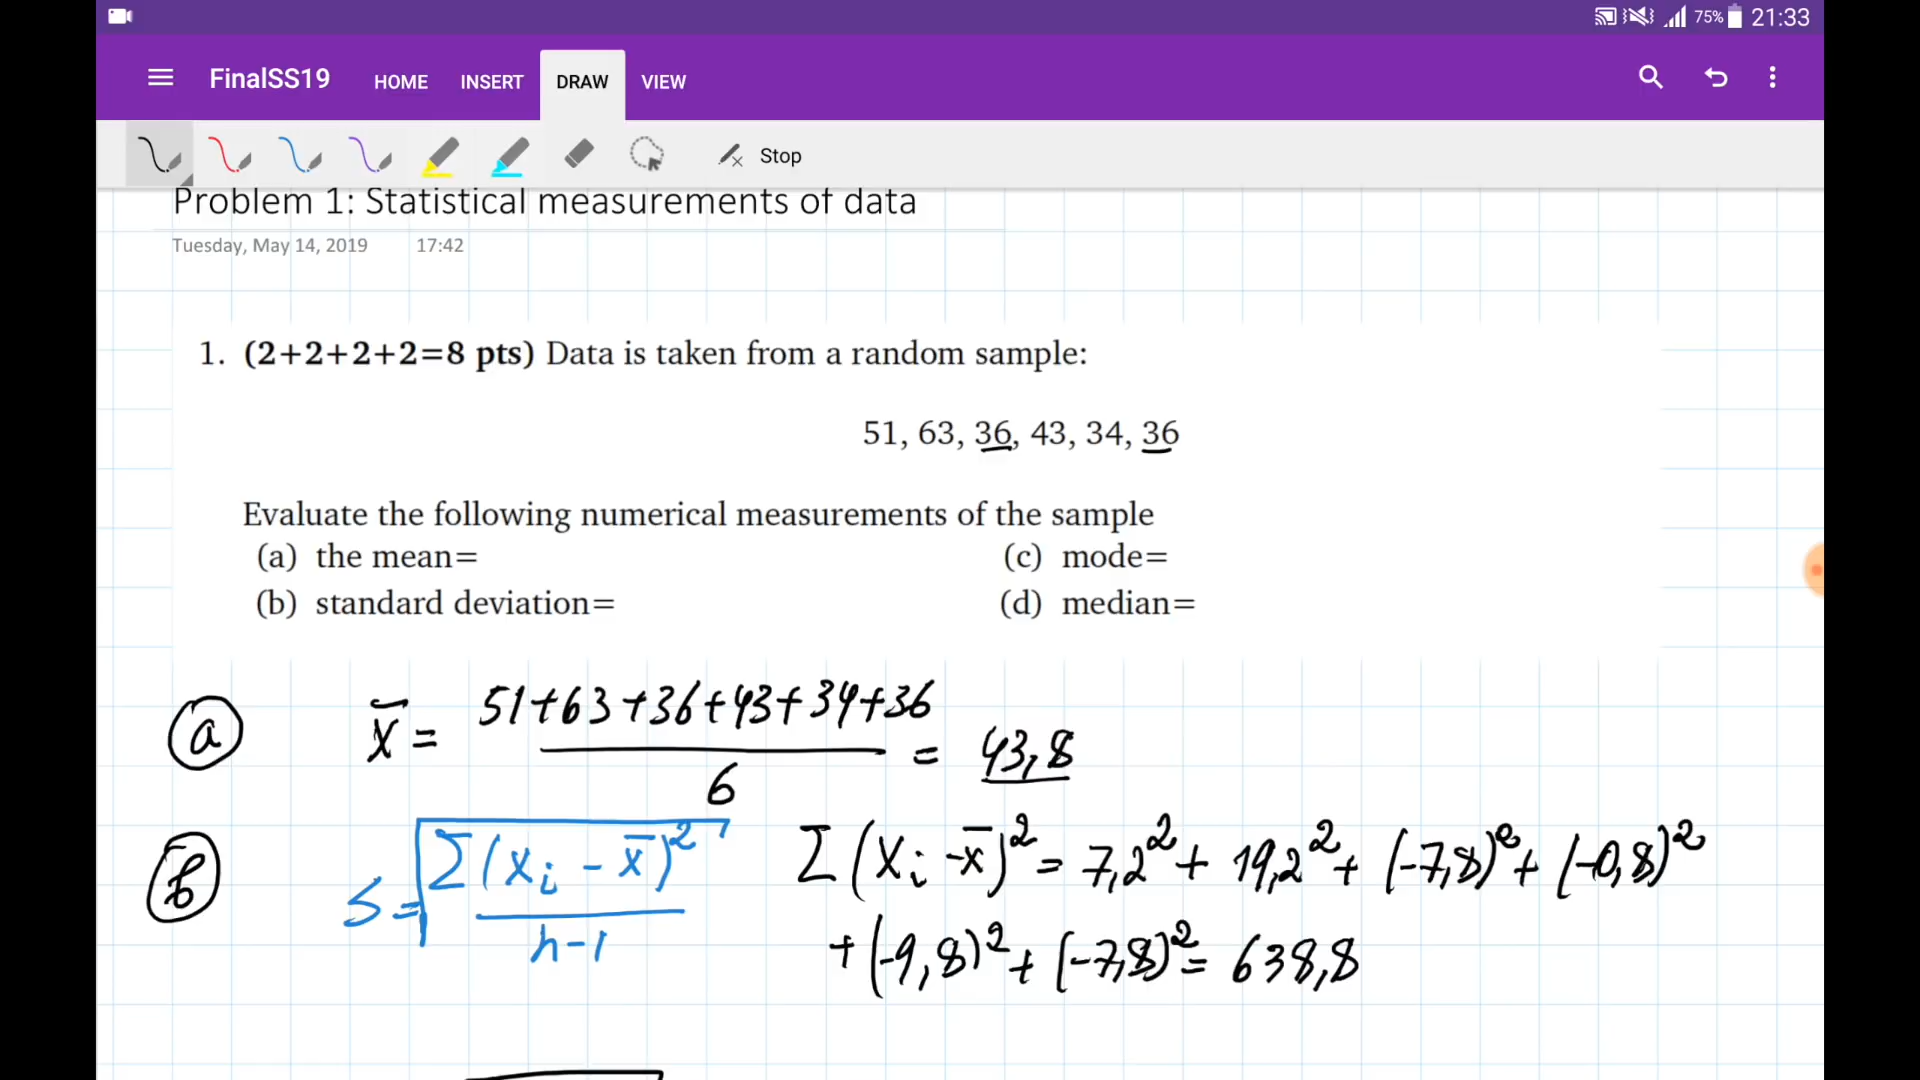 75% 21:33
FinalSS19 HOME INSERT DRAW VIEW
Stop
Problem 1: Statistical measurements of data
Tuesday, May 14, 2019 17:42
1. (2+2+2+2=8 pts) Data is taken from a random sample:
51, 63, 36, 43, 34, 36
Evaluate the following numerical measurements of the sample
(a) the mean= (c) mode=
(b) standard deviation= (d) median=
a x̄ = (51+63+36+43+34+36)/6 = 43,8
b S = √(Σ(xi - x̄)²/(n-1)) Σ(xi - x̄)² = 7,2² + 19,2² + (-7,8)² + (-0,8)²
+ (-9,8)² + (-7,8)² = 638,8